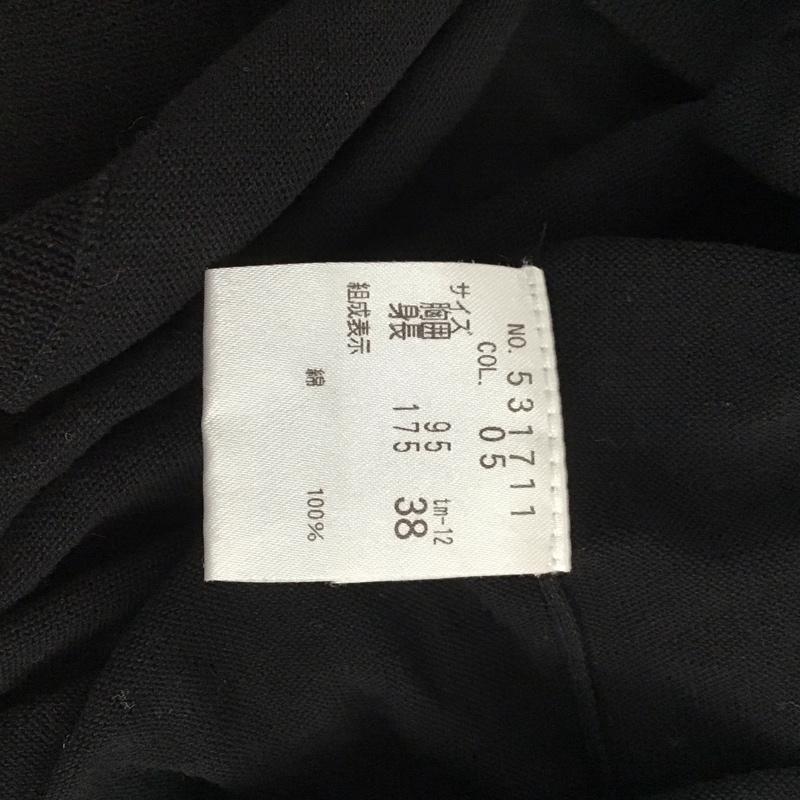 NO. 531711
COL. 05
サイズ tm-12
胸囲 95
身長 175 38
組成表示
綿 100%